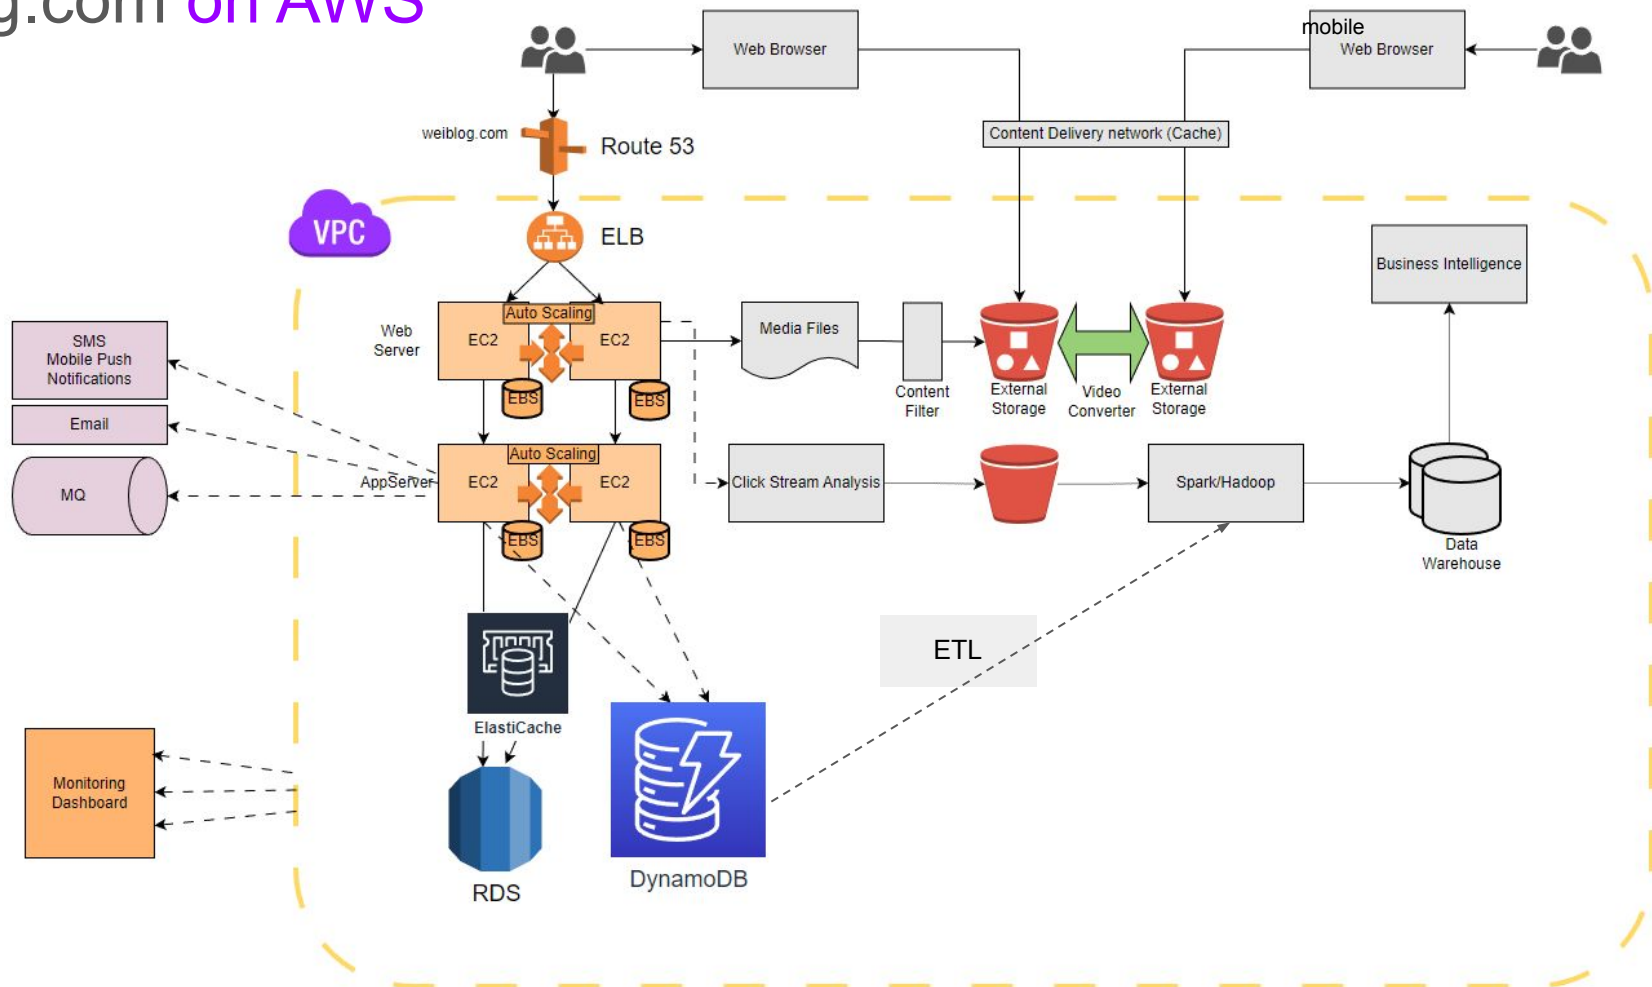 g.com on AWS
mobile
Web Browser
Web Browser
weiblog.com
Route 53
Content Delivery network (Cache)
VPC
ELB
Business Intelligence
Web
Server
Auto Scaling
EC2
EC2
EBS
EBS
Media Files
Content
Filter
External
Storage
Video
Converter
External
Storage
SMS
Mobile Push
Notifications
Email
MQ
AppServer
Auto Scaling
EC2
EC2
EBS
EBS
Click Stream Analysis
Spark/Hadoop
Data
Warehouse
ETL
ElastiCache
Monitoring
Dashboard
RDS
DynamoDB